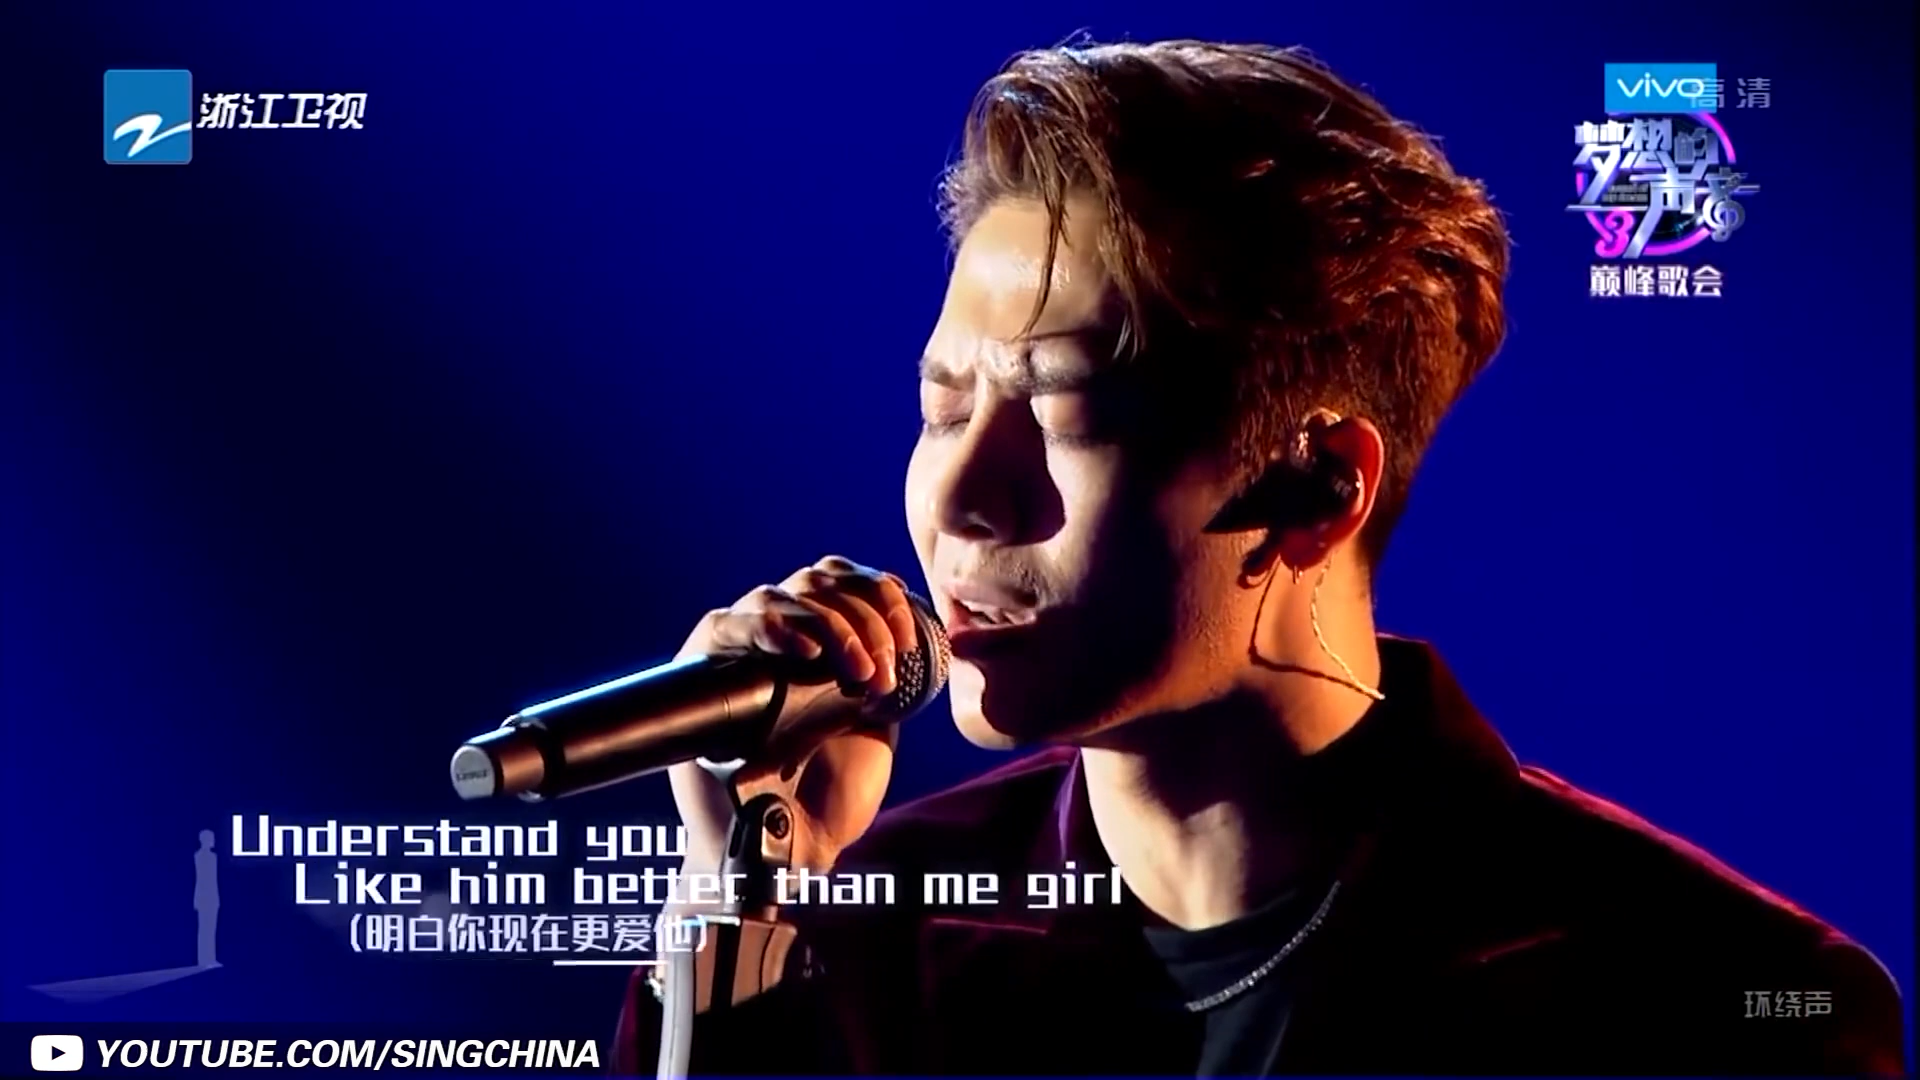 浙江卫视
vivo
高清
梦想的声音
3
巅峰歌会
Understand you
Like him better than me girl
(明白你现在更爱他)
环绕声
YOUTUBE.COM/SINGCHINA